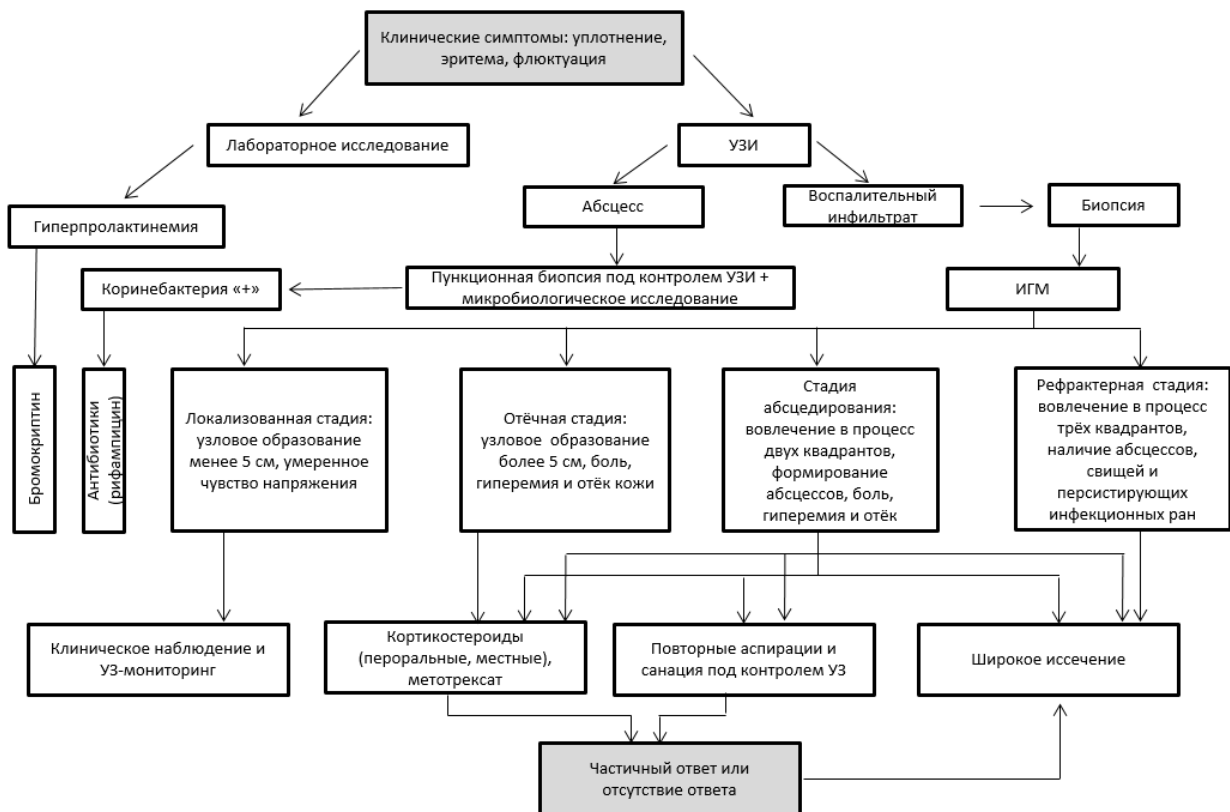 Клинические симптомы: уплотнение,
эритема, флюктуация
Лабораторное исследование
УЗИ
Гиперпролактинемия
Абсцесс
Воспалительный
инфильтрат
Биопсия
Коринебактерия «+»
Пункционная биопсия под контролем УЗИ +
микробиологическое исследование
ИГМ
Бромокриптин
Антибиотики
(рифампицин)
Локализованная стадия:
узловое образование
менее 5 см, умеренное
чувство напряжения
Отёчная стадия:
узловое образование
более 5 см, боль,
гиперемия и отёк кожи
Стадия
абсцедирования:
вовлечение в процесс
двух квадрантов,
формирование
абсцессов, боль,
гиперемия и отёк
Рефрактерная стадия:
вовлечение в процесс
трёх квадрантов,
наличие абсцессов,
свищей и
персистирующих
инфекционных ран
Клиническое наблюдение и
УЗ-мониторинг
Кортикостероиды
(пероральные, местные),
метотрексат
Повторные аспирации и
санация под контролем УЗ
Широкое иссечение
Частичный ответ или
отсутствие ответа